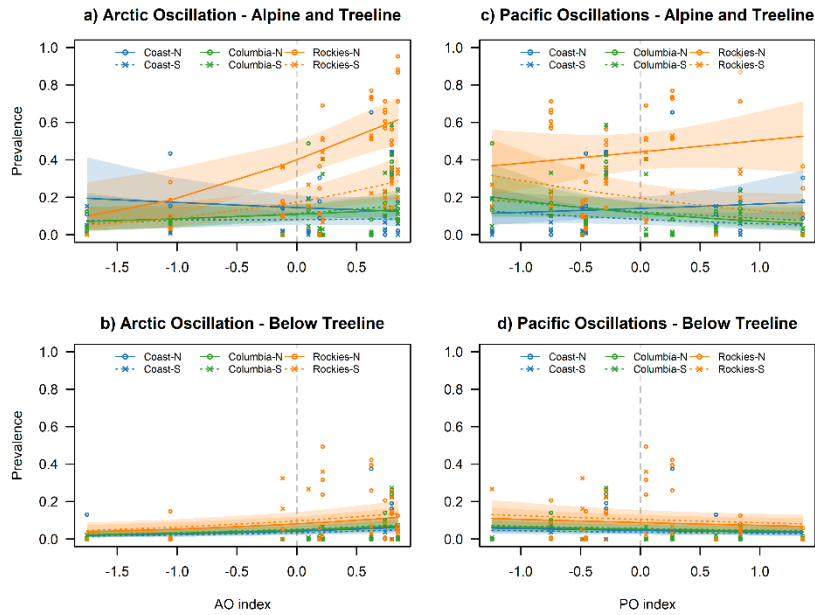 a) Arctic Oscillation - Alpine and Treeline
Coast-N Columbia-N Rockies-N
Coast-S Columbia-S Rockies-S
Prevalence
1.0
0.8
0.6
0.4
0.2
0.0
-1.5 -1.0 -0.5 0.0 0.5
c) Pacific Oscillations - Alpine and Treeline
Coast-N Columbia-N Rockies-N
Coast-S Columbia-S Rockies-S
1.0
0.8
0.6
0.4
0.2
0.0
-1.0 -0.5 0.0 0.5 1.0
b) Arctic Oscillation - Below Treeline
Coast-N Columbia-N Rockies-N
Coast-S Columbia-S Rockies-S
Prevalence
1.0
0.8
0.6
0.4
0.2
0.0
-1.5 -1.0 -0.5 0.0 0.5
AO index
d) Pacific Oscillations - Below Treeline
Coast-N Columbia-N Rockies-N
Coast-S Columbia-S Rockies-S
1.0
0.8
0.6
0.4
0.2
0.0
-1.0 -0.5 0.0 0.5 1.0
PO index